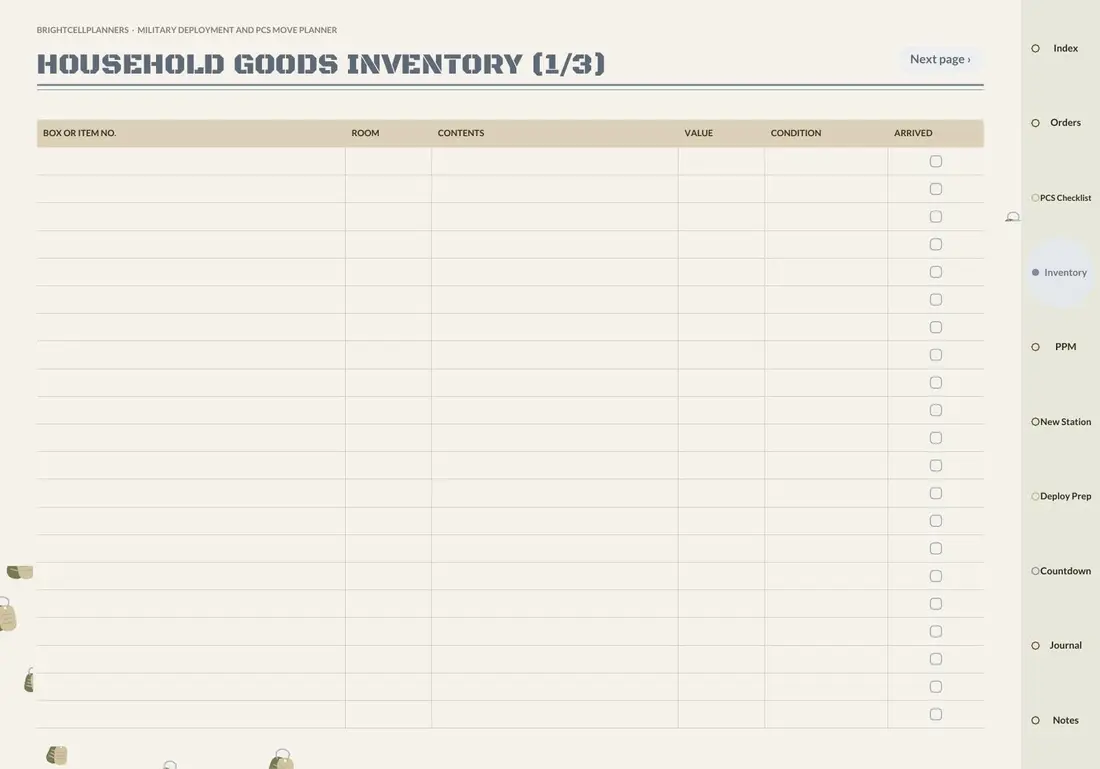 BRIGHTCELLPLANNERS · MILITARY DEPLOYMENT AND PCS MOVE PLANNER
HOUSEHOLD GOODS INVENTORY (1/3)
Next page ›
BOX OR ITEM NO. ROOM CONTENTS VALUE CONDITION ARRIVED
Index
Orders
PCS Checklist
Inventory
PPM
New Station
Deploy Prep
Countdown
Journal
Notes